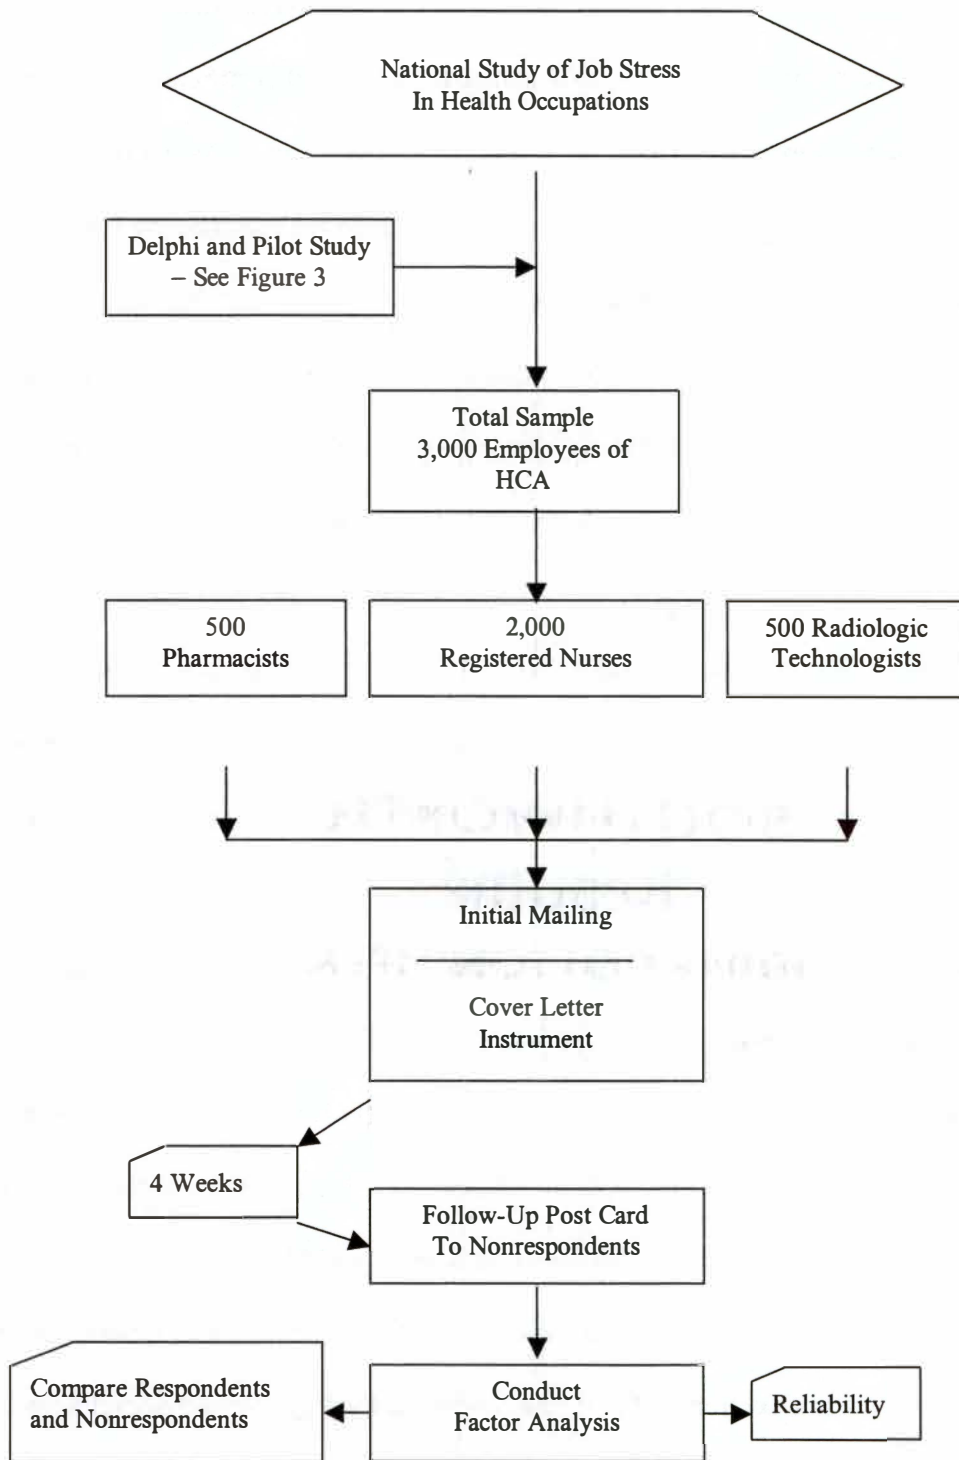 National Study of Job Stress
In Health Occupations
Delphi and Pilot Study
– See Figure 3
Total Sample
3,000 Employees of
HCA
500
Pharmacists
2,000
Registered Nurses
500 Radiologic
Technologists
Initial Mailing
Cover Letter
Instrument
4 Weeks
Follow-Up Post Card
To Nonrespondents
Compare Respondents
and Nonrespondents
Conduct
Factor Analysis
Reliability